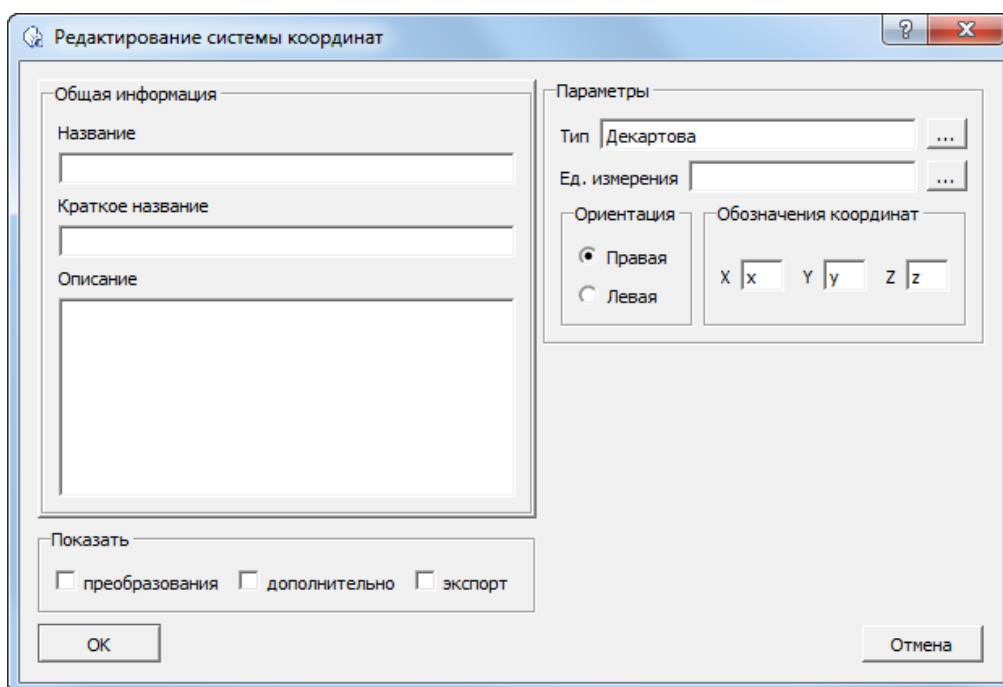 Редактирование системы координат
?
Общая информация
Название
Краткое название
Описание
Параметры
Тип Декартова ...
Ед. измерения ...
Ориентация
Правая
Левая
Обозначения координат
X x Y y Z z
Показать
преобразования дополнительно экспорт
OK Отмена